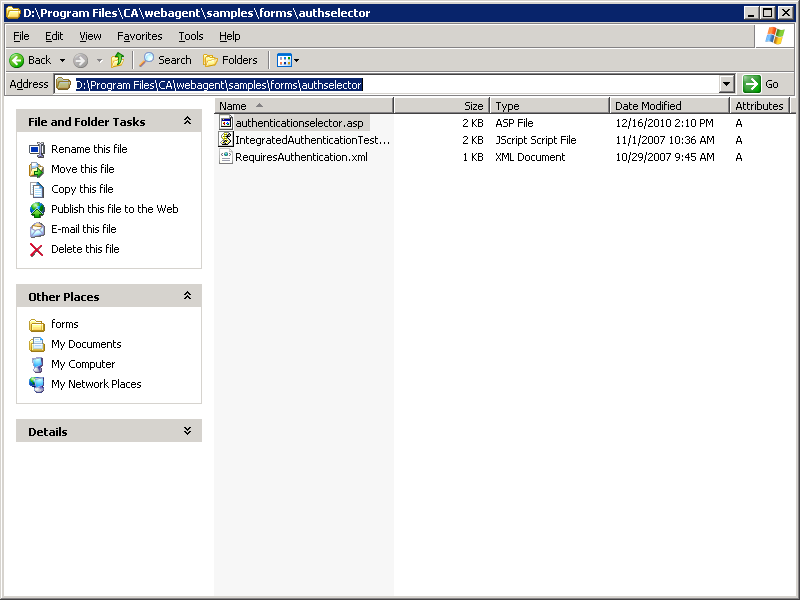 D:\Program Files\CA\webagent\samples\forms\authselector
File Edit View Favorites Tools Help
Back Search Folders
Address D:\Program Files\CA\webagent\samples\forms\authselector Go
Name Size Type Date Modified Attributes
authenticationselector.asp 2 KB ASP File 12/16/2010 2:10 PM A
IntegratedAuthenticationTest... 2 KB JScript Script File 11/1/2007 10:36 AM A
RequiresAuthentication.xml 1 KB XML Document 10/29/2007 9:45 AM A
File and Folder Tasks
Rename this file
Move this file
Copy this file
Publish this file to the Web
E-mail this file
Delete this file
Other Places
forms
My Documents
My Computer
My Network Places
Details